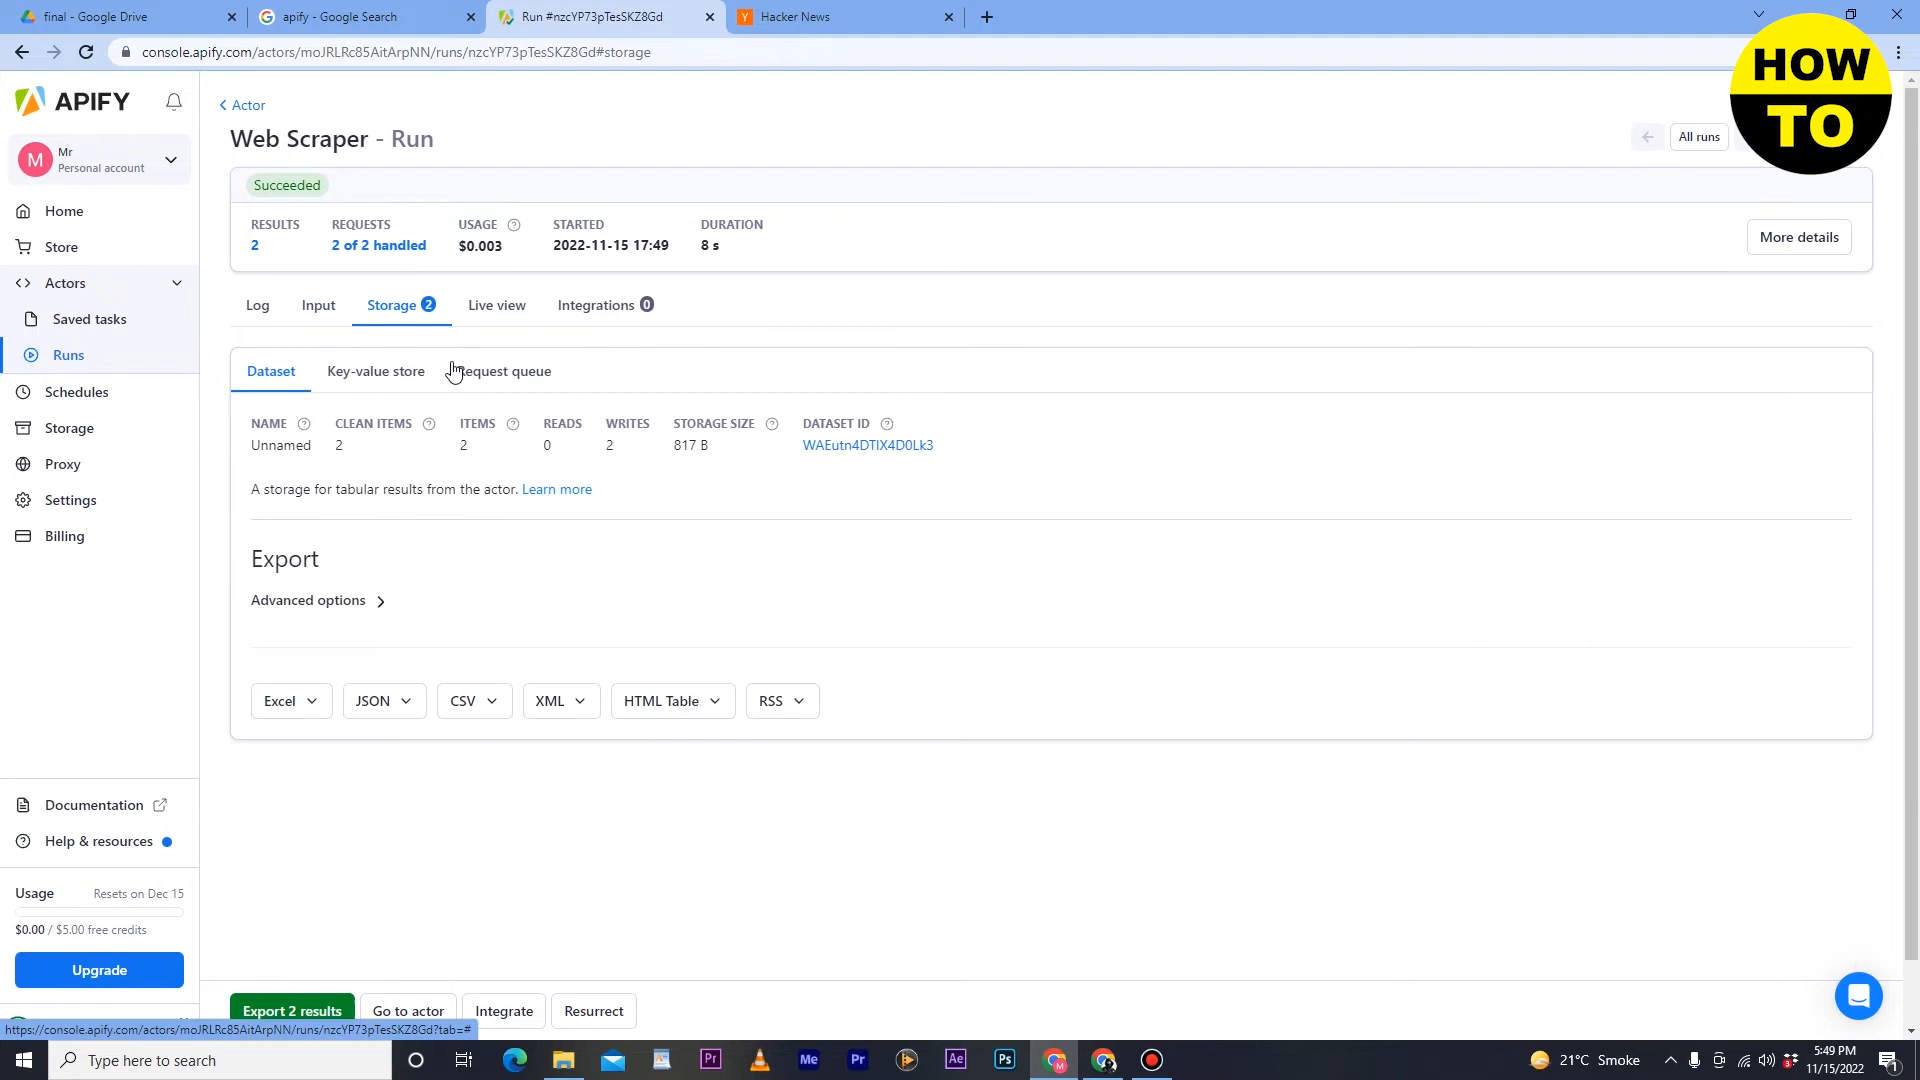 final - Google Drive
apify - Google Search
Run #nzcYP73pTesSKZ8Gd
Hacker News
console.apify.com/actors/moJRLRc85AitArpNN/runs/nzcYP73pTesSKZ8Gd#storage
HOW
TO
APIFY
M
Mr
Personal account
Home
Store
Actors
Saved tasks
Runs
Schedules
Storage
Proxy
Settings
Billing
Documentation
Help & resources
Usage
Resets on Dec 15
$0.00 / $5.00 free credits
Upgrade
Actor
Web Scraper - Run
All runs
Succeeded
RESULTS
REQUESTS
USAGE
STARTED
DURATION
2
2 of 2 handled
$0.003
2022-11-15 17:49
8 s
More details
Log
Input
Storage 2
Live view
Integrations 0
Dataset
Key-value store
equest queue
NAME
CLEAN ITEMS
ITEMS
READS
WRITES
STORAGE SIZE
DATASET ID
Unnamed
2
2
0
2
817 B
WAEutn4DTIX4D0Lk3
A storage for tabular results from the actor. Learn more
Export
Advanced options
Excel
JSON
CSV
XML
HTML Table
RSS
Export 2 results
Go to actor
Integrate
Resurrect
https://console.apify.com/actors/moJRLRc85AitArpNN/runs/nzcYP73pTesSKZ8Gd?tab=#
Type here to search
Pr
Me
Pr
Ae
Ps
21°C Smoke
5:49 PM
11/15/2022